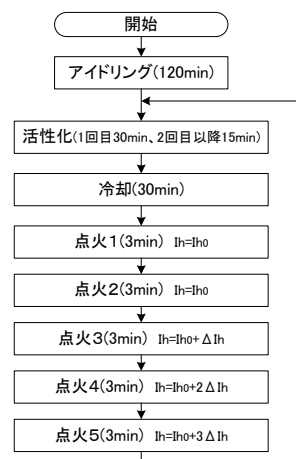 開始
アイドリング(120min)
活性化(1回目30min、2回目以降15min)
冷却(30min)
点火1(3min) Ih=Ih0
点火2(3min) Ih=Ih0
点火3(3min) Ih=Ih0+ΔIh
点火4(3min) Ih=Ih0+2ΔIh
点火5(3min) Ih=Ih0+3ΔIh